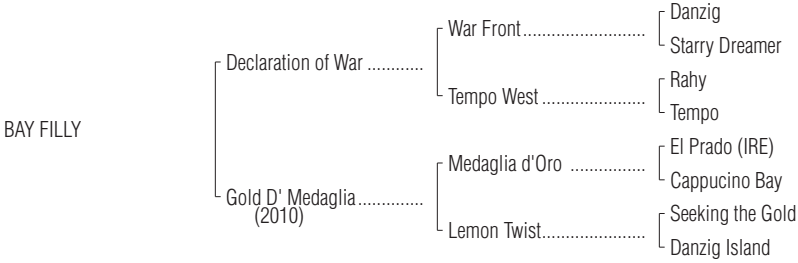 Danzig
War Front........................
Starry Dreamer
Declaration of War ............
Rahy
Tempo West .....................
Tempo
BAY FILLY
El Prado (IRE)
Medaglia d'Oro ................
Cappucino Bay
Gold D' Medaglia..............
(2010)
Seeking the Gold
Lemon Twist.....................
Danzig Island